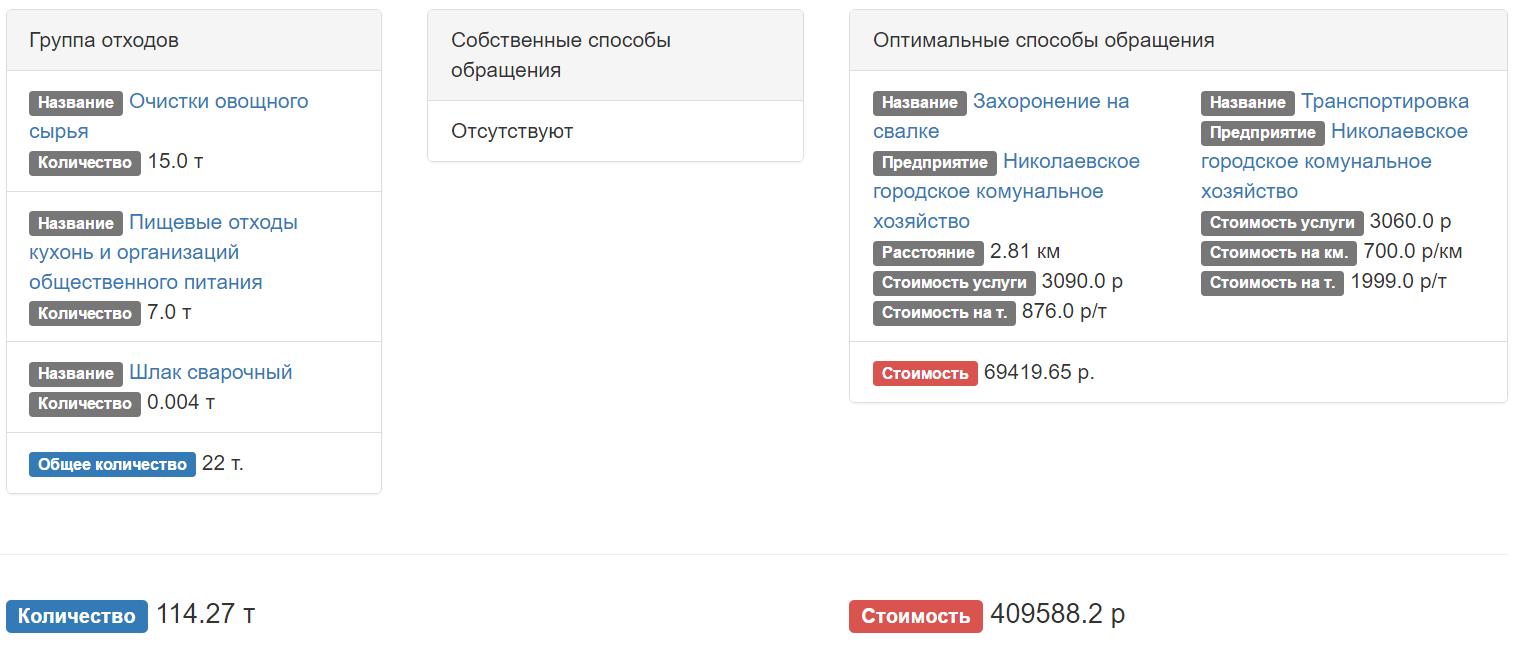 Группа отходов
Название Очистки овощного
сырья
Количество 15.0 т
Название Пищевые отходы
кухонь и организаций
общественного питания
Количество 7.0 т
Название Шлак сварочный
Количество 0.004 т
Общее количество 22 т.
Собственные способы
обращения
Отсутствуют
Оптимальные способы обращения
Название Захоронение на
свалке
Предприятие Николаевское
городское комунальное
хозяйство
Расстояние 2.81 км
Стоимость услуги 3090.0 р
Стоимость на т. 876.0 р/т
Название Транспортировка
Предприятие Николаевское
городское комунальное
хозяйство
Стоимость услуги 3060.0 р
Стоимость на км. 700.0 р/км
Стоимость на т. 1999.0 р/т
Стоимость 69419.65 р.
Количество 114.27 т
Стоимость 409588.2 р